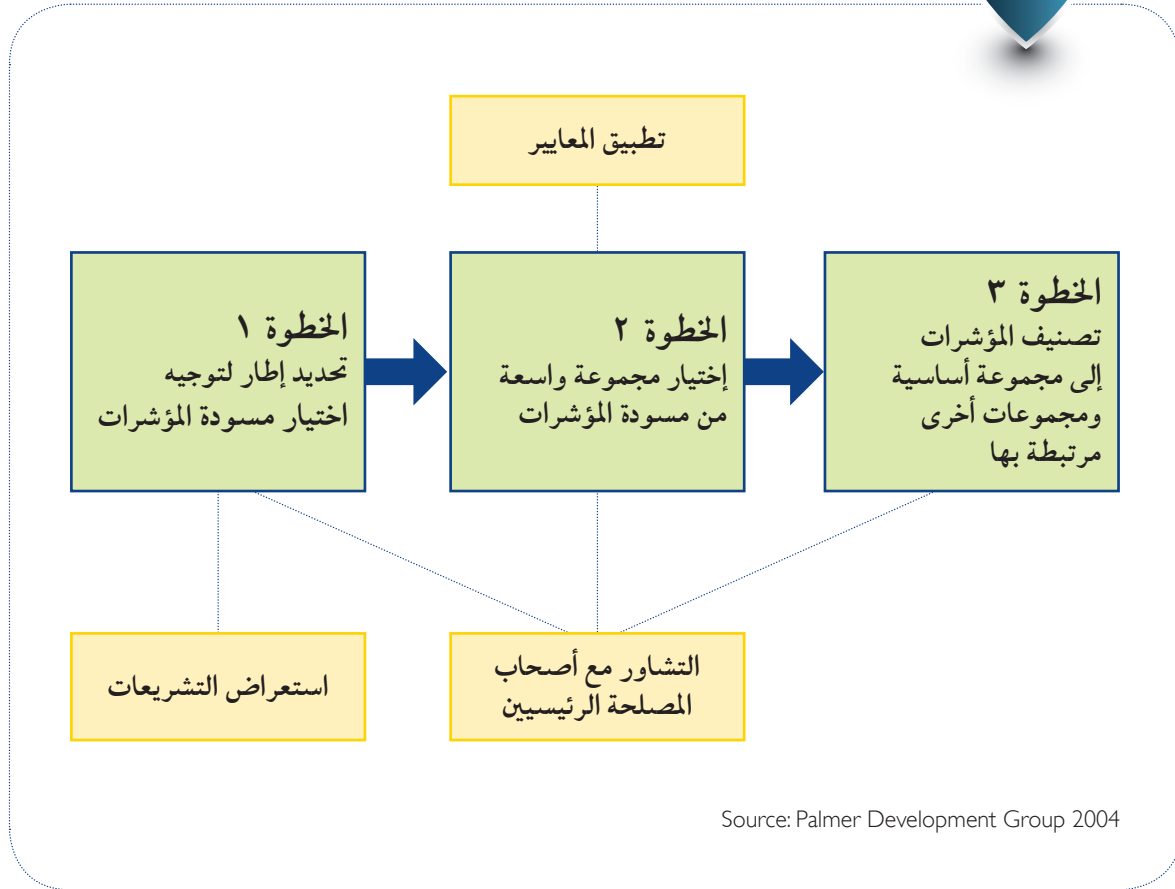 تطبيق المعايير
الخطوة ١
تحديد إطار لتوجيه
اختيار مسودة المؤشرات
الخطوة ٢
إختيار مجموعة واسعة
من مسودة المؤشرات
الخطوة ٣
تصنيف المؤشرات
إلى مجموعة أساسية
ومجموعات أخرى
مرتبطة بها
استعراض التشريعات
التشاور مع أصحاب
المصلحة الرئيسيين
Source: Palmer Development Group 2004